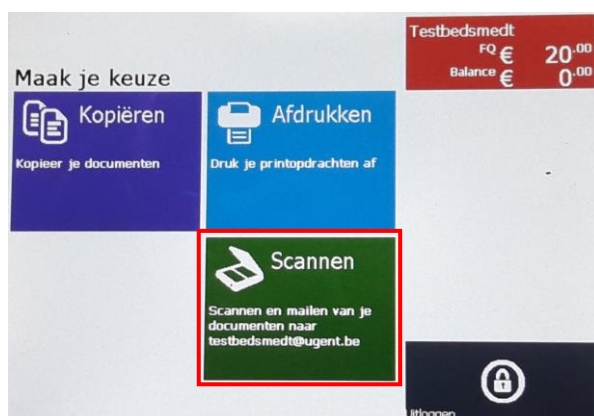 Testbedsmedt
FQ € 20.00
Balance € 0.00
Maak je keuze
Kopiëren
Kopieer je documenten
Afdrukken
Druk je printopdrachten af
Scannen
Scannen en mailen van je
documenten naar
testbedsmedt@ugent.be